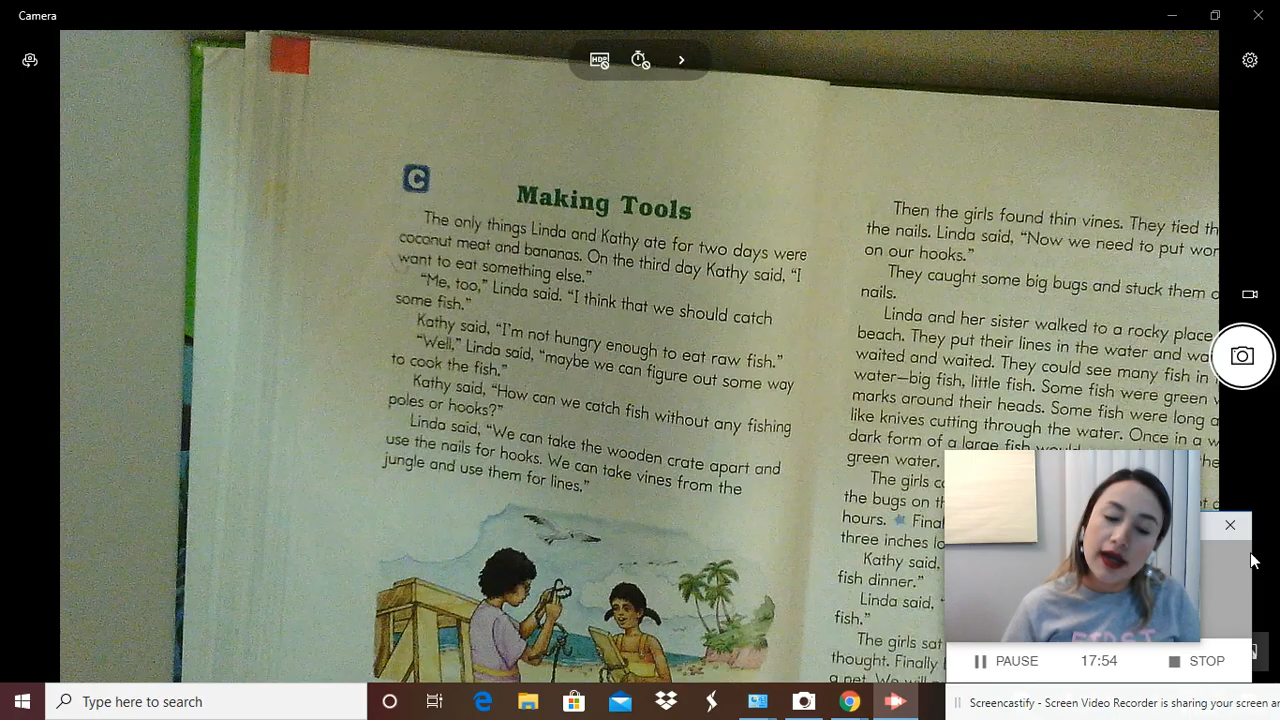 Camera
C
Making Tools
The only things Linda and Kathy ate for two days were
coconut meat and bananas. On the third day Kathy said, "I
want to eat something else."
"Me, too," Linda said. "I think that we should catch
some fish."
Kathy said, "I'm not hungry enough to eat raw fish."
"Well," Linda said, "maybe we can figure out some way
to cook the fish."
Kathy said, "How can we catch fish without any fishing
poles or hooks?"
Linda said, "We can take the wooden crate apart and
use the nails for hooks. We can take vines from the
jungle and use them for lines."
Then the girls found thin vines. They tied
the nails. Linda said, "Now we need to put
on our hooks."
They caught some big bugs and stuck them
nails.
Linda and her sister walked to a rocky place
beach. They put their lines in the water and
waited and waited. They could see many fish in
water—big fish, little fish. Some fish were green
marks around their heads. Some fish were long
like knives cutting through the water. Once in a
dark form of a large fish
green water.
The girls
the bugs on
hours.
three inches
Kathy said,
fish dinner."
Linda said, "
fish."
The girls sat
thought. Finally
a net. We will
FIRST
PAUSE 17:54 STOP
Type here to search
Screencastify - Screen Video Recorder is sharing your screen